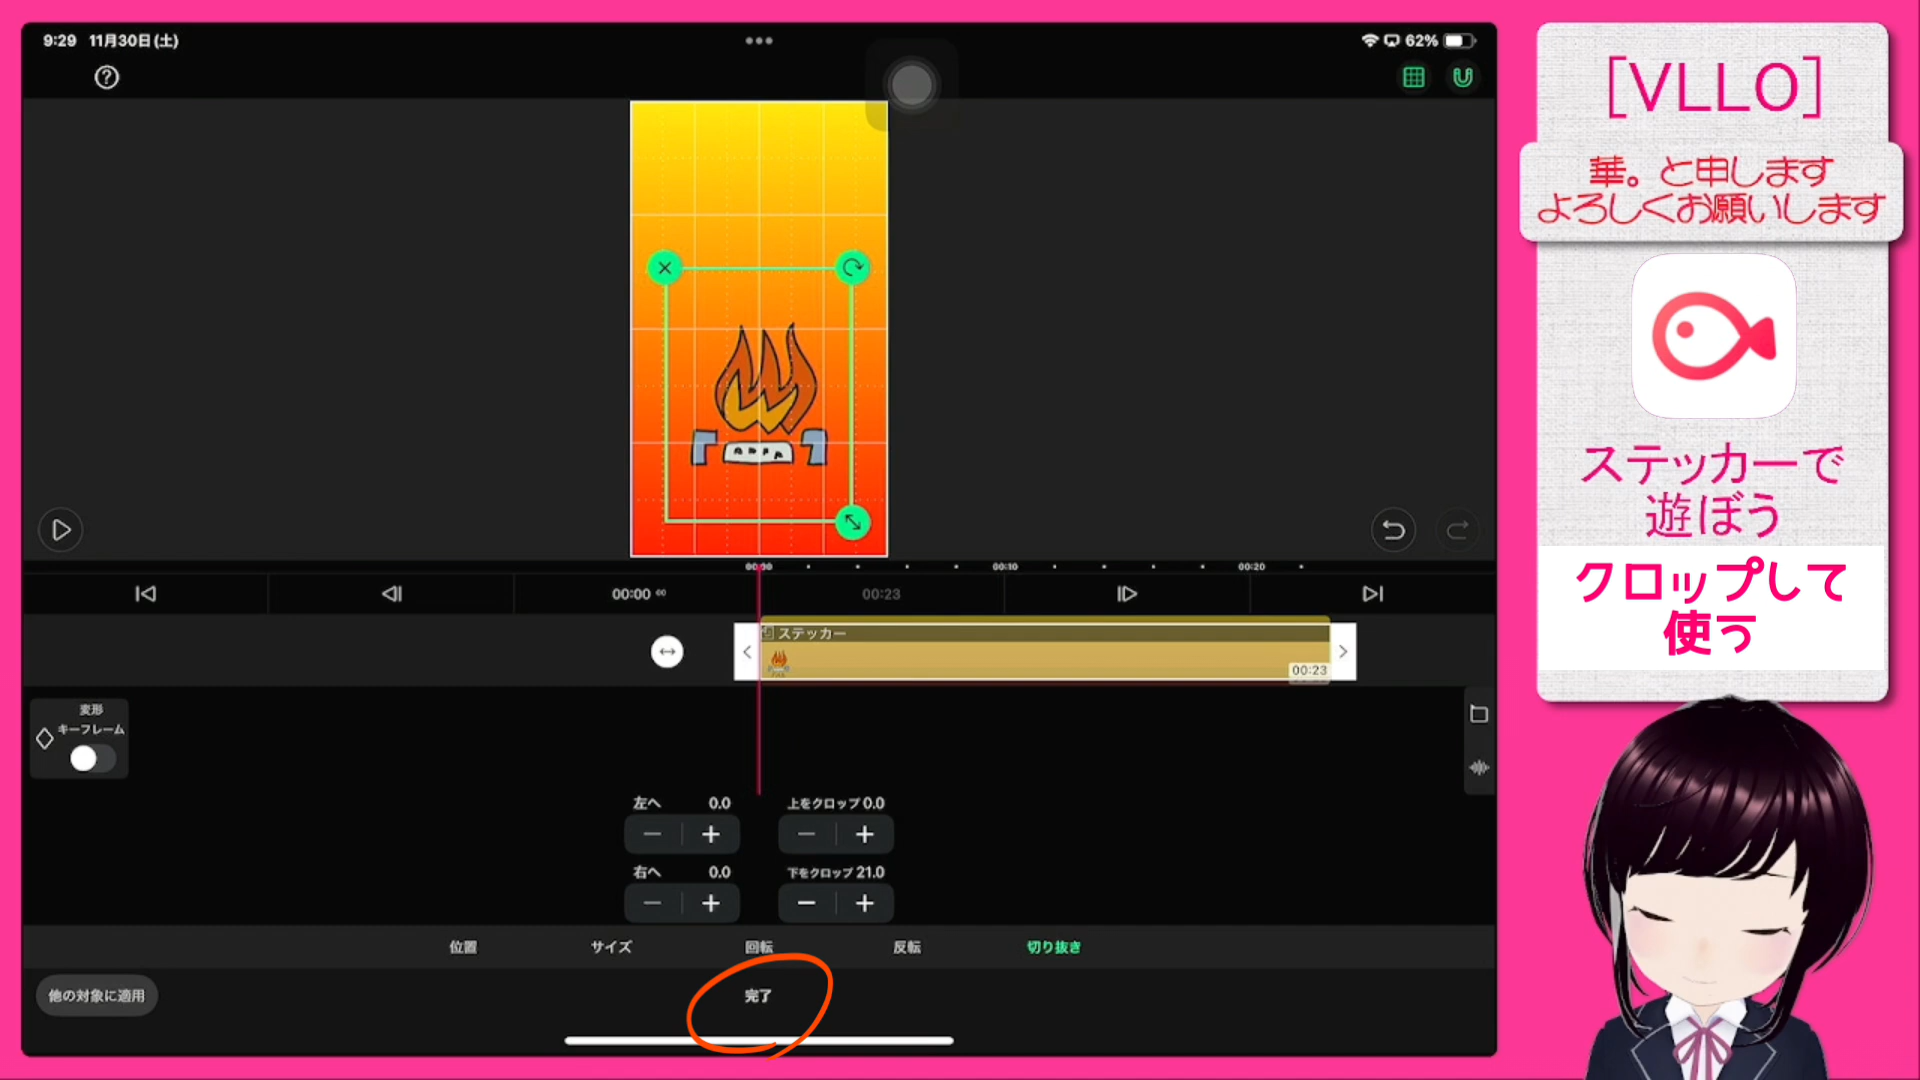 9:29 11月30日(土)
62%
[VLLO]
華。と申します
よろしくお願いします
ステッカーで
遊ぼう
クロップして
使う
00:00
00:10
00:20
00:00
00:23
ステッカー
00:23
変形
キーフレーム
左へ 0.0
上をクロップ 0.0
右へ 0.0
下をクロップ 21.0
位置
サイズ
回転
反転
切り抜き
他の対象に適用
完了